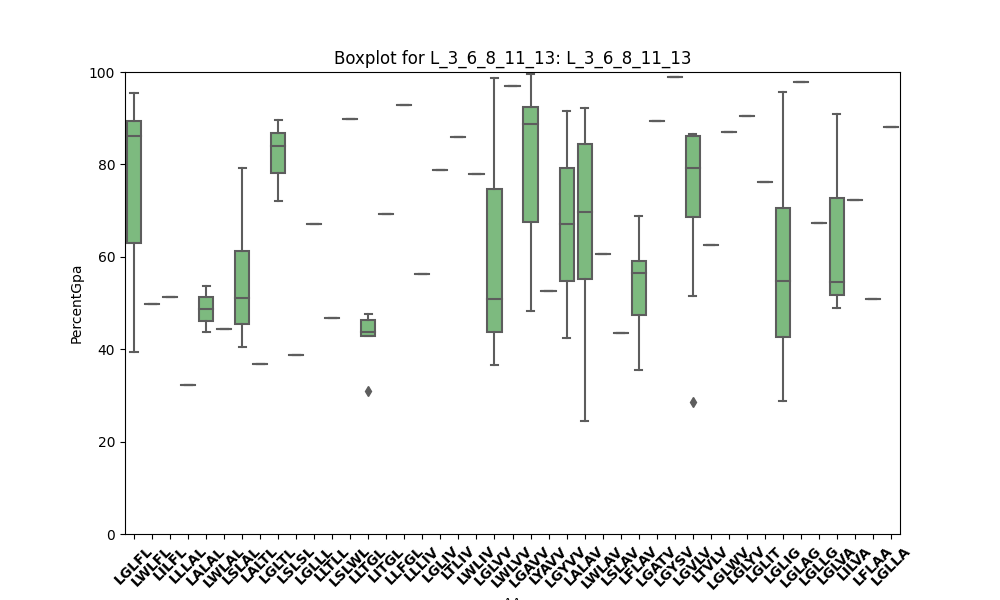 Boxplot for L_3_6_8_11_13: L_3_6_8_11_13
100
80
60
40
20
0
PercentGpa
LGLFL
LWLFL
LILFL
LLLAL
LALAL
LWLAL
LSLAL
LALTL
LGLTL
LSLSL
LGLLL
LLTLL
LSLWL
LLTGL
LITGL
LLFGL
LLLIV
LGLIV
LTLIV
LWLIV
LGLVV
LWLVV
LGAVV
LYAVV
LGYVV
LALAV
LWLAV
LSLAV
LFLAV
LGATV
LGYSV
LGVLV
LTVLV
LGLWV
LGLYV
LGLIT
LGLIG
LGLAG
LGLLG
LGLVA
LILVA
LFLAA
LGLLA